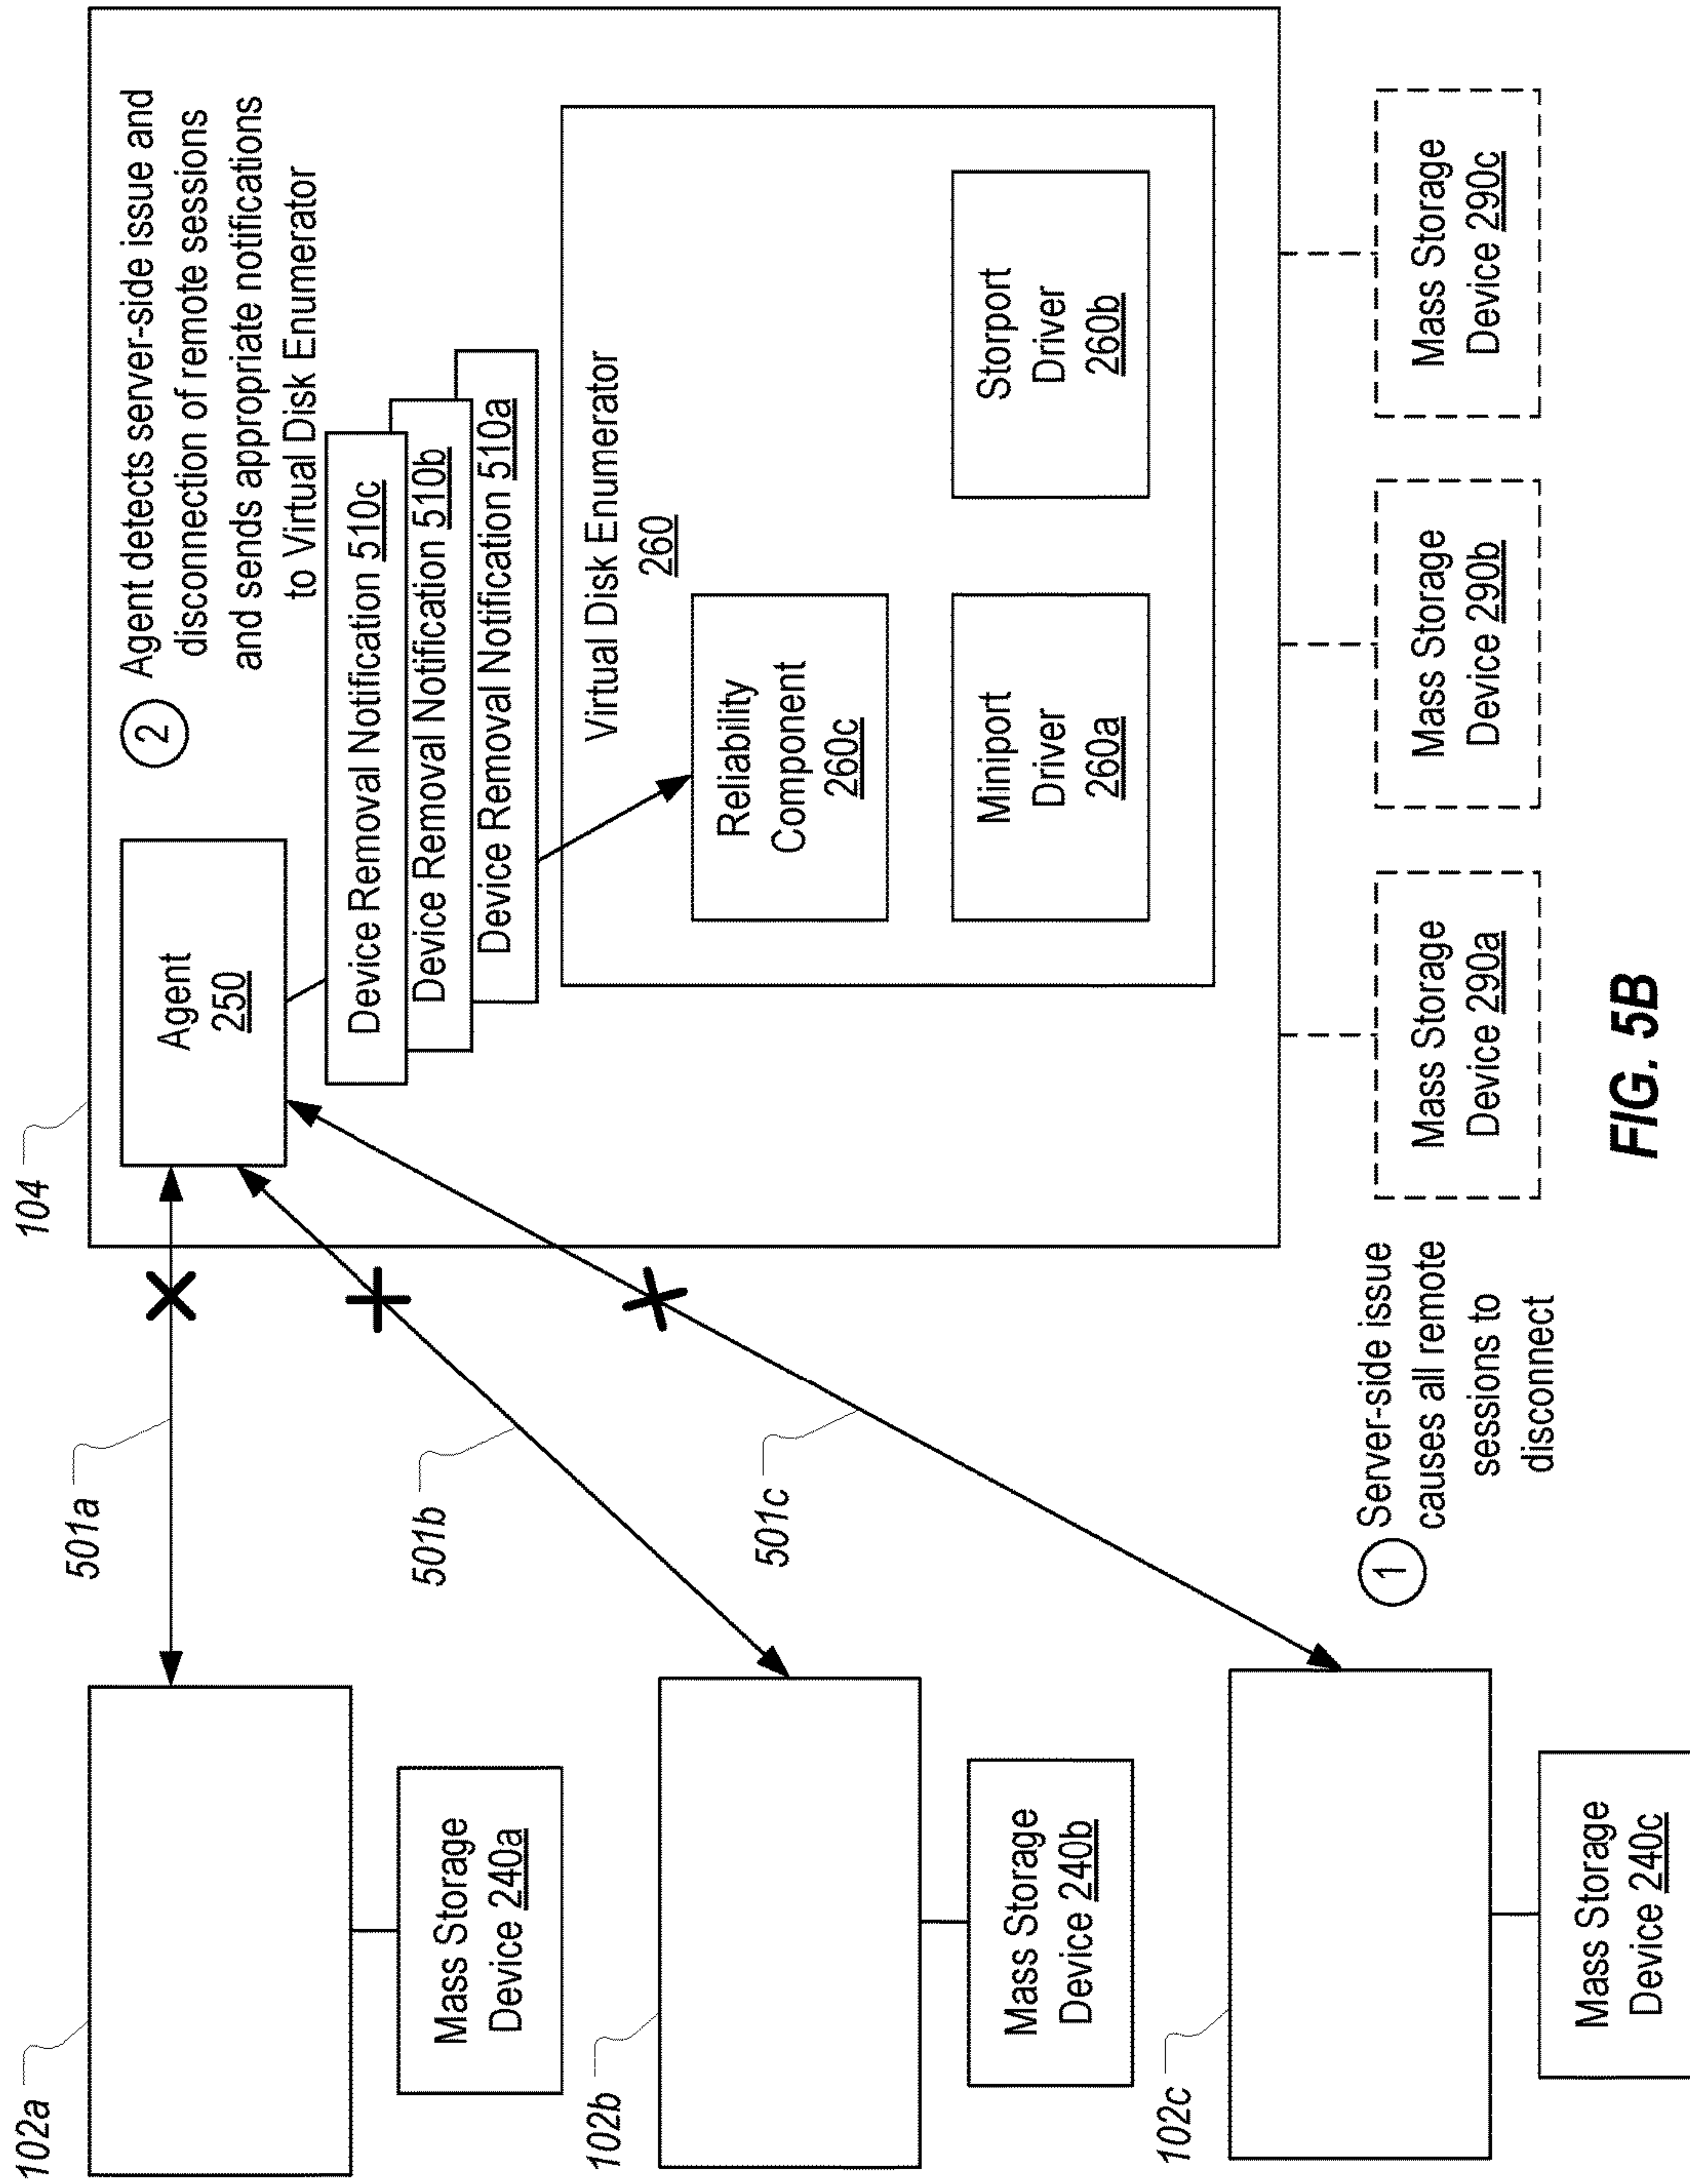 102a
501a
104
Agent
250
2
Agent detects server-side issue and
disconnection of remote sessions
and sends appropriate notifications
to Virtual Disk Enumerator
Device Removal Notification 510c
Device Removal Notification 510b
Device Removal Notification 510a
Mass Storage
Device 240a
102b
501b
Virtual Disk Enumerator
260
Reliability
Component
260c
Miniport
Driver
260a
Storport
Driver
260b
Mass Storage
Device 240b
102c
501c
Mass Storage
Device 240c
1
Server-side issue
causes all remote
sessions to
disconnect
Mass Storage
Device 290a
Mass Storage
Device 290b
Mass Storage
Device 290c
FIG. 5B